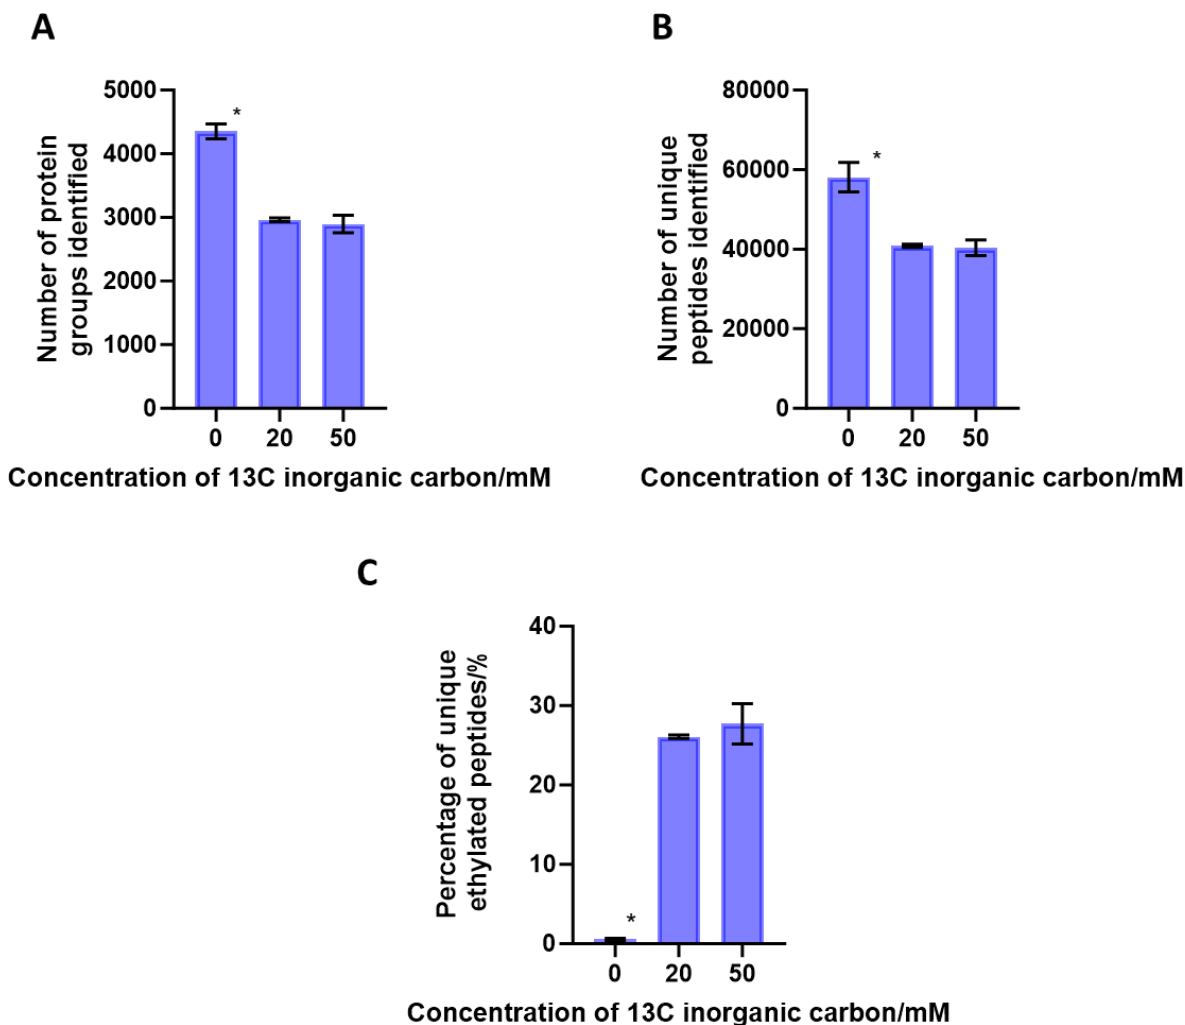 A
Number of protein
groups identified
5000
4000
3000
2000
1000
0
*
0 20 50
Concentration of 13C inorganic carbon/mM
B
Number of unique
peptides identified
80000
60000
40000
20000
0
*
0 20 50
Concentration of 13C inorganic carbon/mM
C
Percentage of unique
ethylated peptides/%
40
30
20
10
0
*
0 20 50
Concentration of 13C inorganic carbon/mM